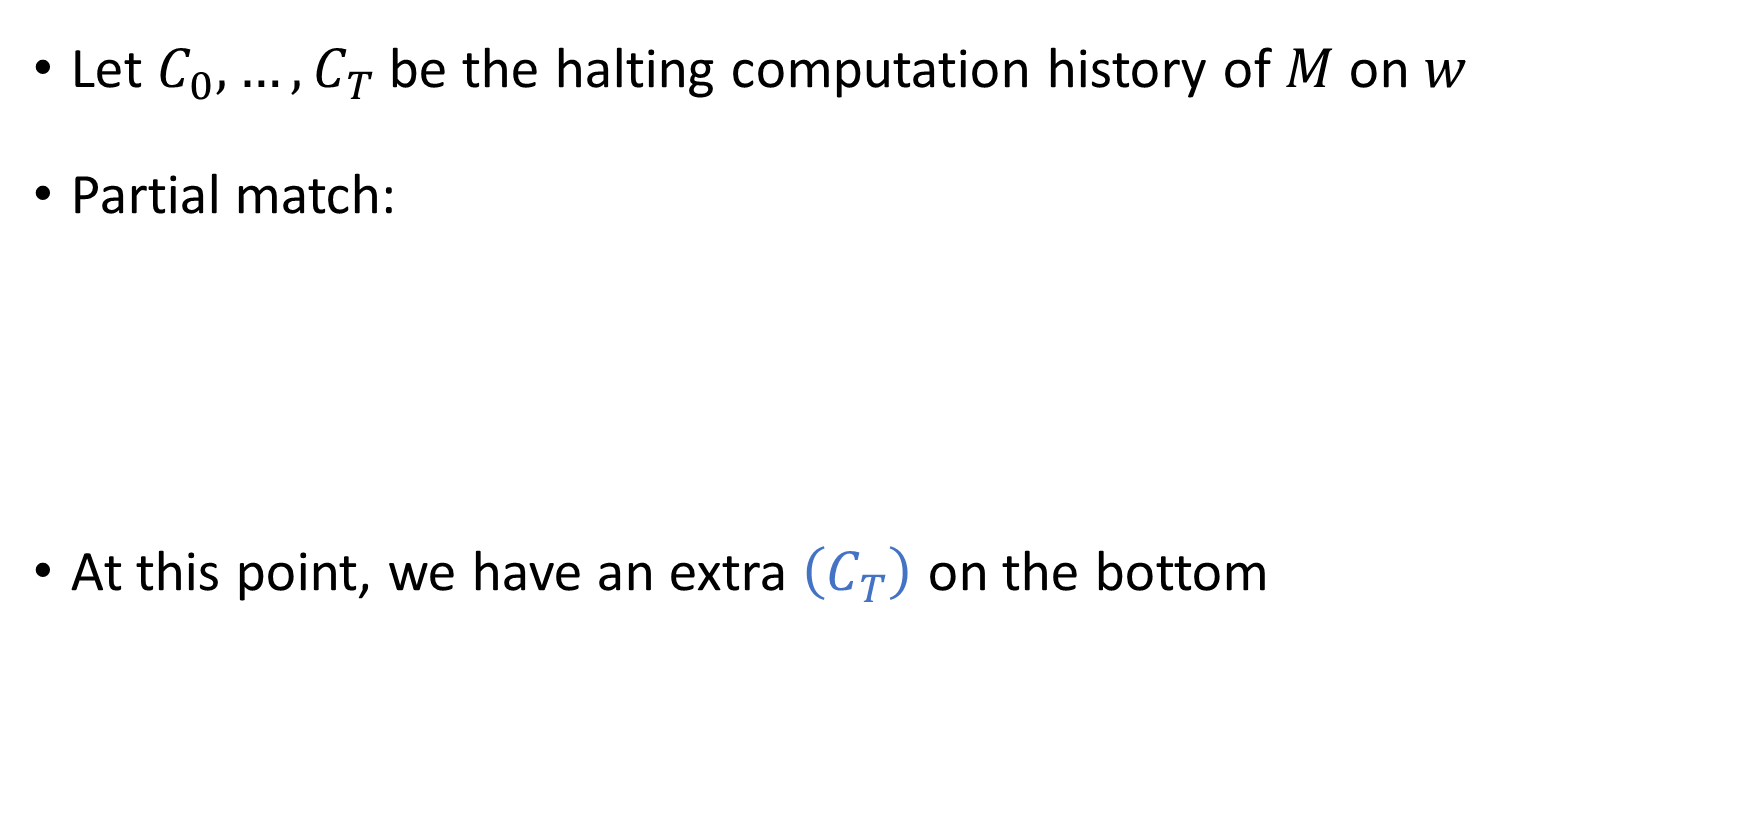 • Let C₀, … , C_T be the halting computation history of M on w
• Partial match:
• At this point, we have an extra (C_T) on the bottom